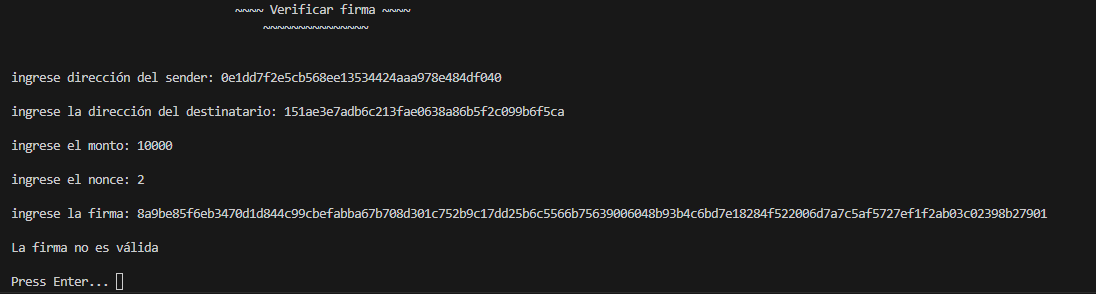 ~~~~ Verificar firma ~~~~
~~~~~~~~~~~~~~~
ingrese dirección del sender: 0e1dd7f2e5cb568ee13534424aaa978e484df040
ingrese la dirección del destinatario: 151ae3e7adb6c213fae0638a86b5f2c099b6f5ca
ingrese el monto: 10000
ingrese el nonce: 2
ingrese la firma: 8a9be85f6eb3470d1d844c99cbefabba67b708d301c752b9c17dd25b6c5566b75639006048b93b4c6bd7e18284f522006d7a7c5af5727ef1f2ab03c02398b27901
La firma no es válida
Press Enter...